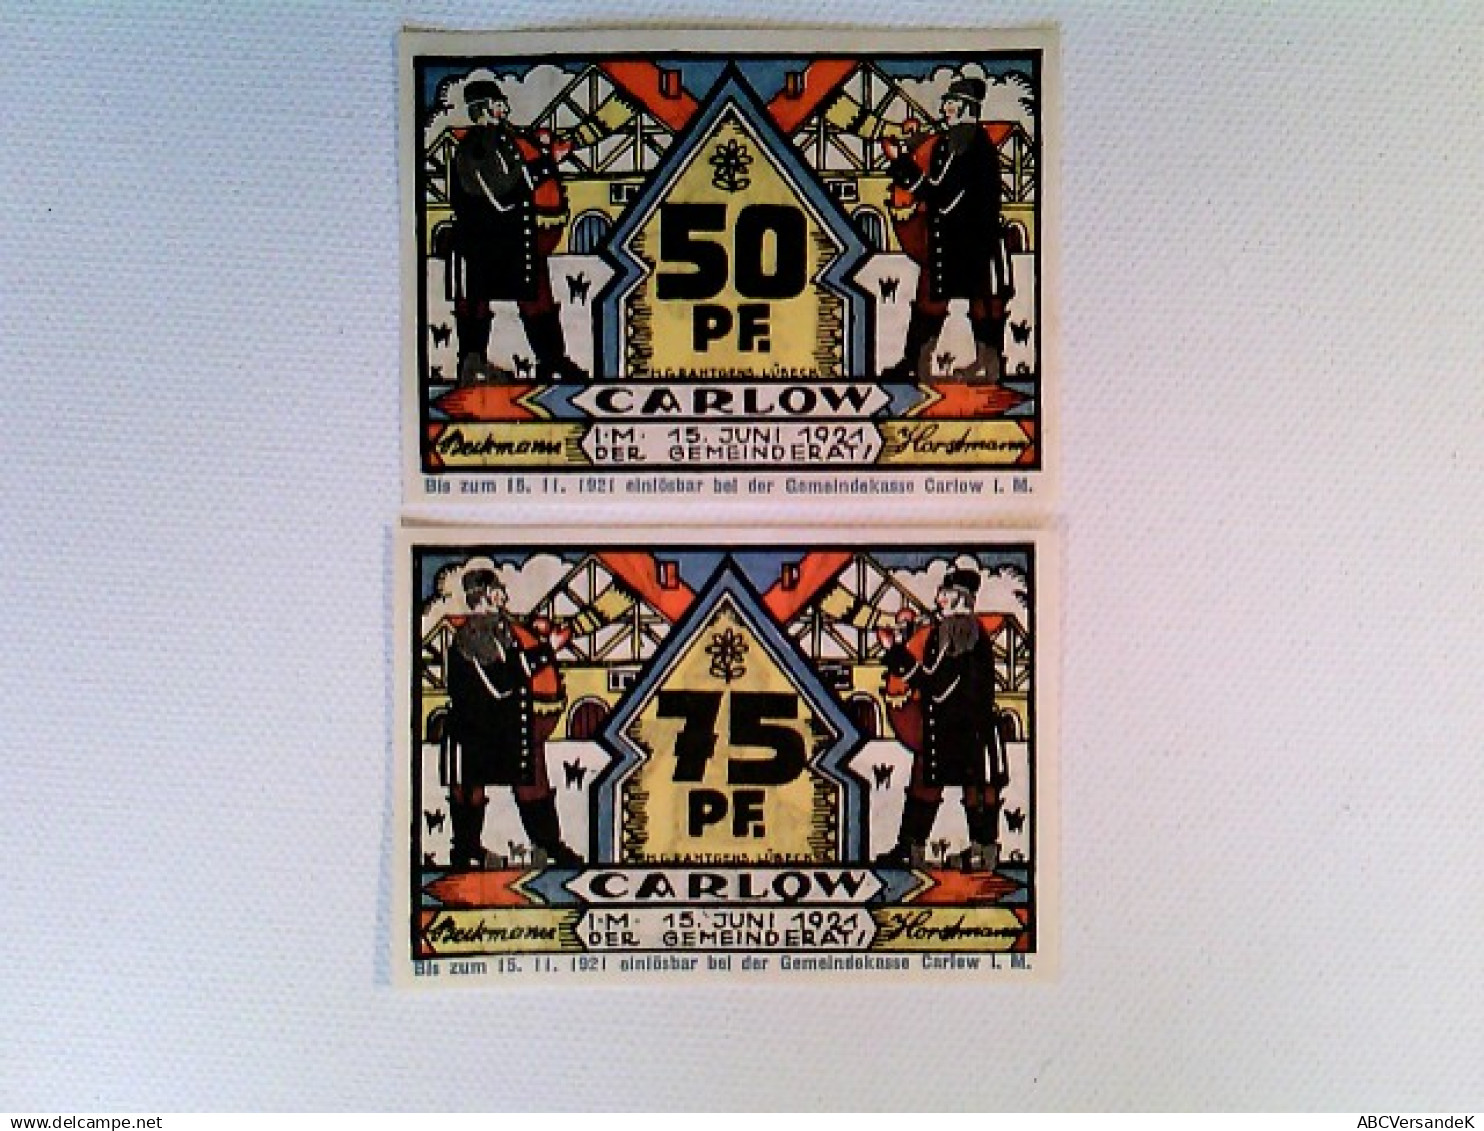 50
PF.
H.G.RAHTGENS, LÜBECK
K G
CARLOW
Beckmann I.M. 15. JUNI 1921 Horstmann
DER GEMEINDERAT!
Bis zum 15. 11. 1921 einlösbar bei der Gemeindekasse Carlow i. M.
75
PF.
H.G.RAHTGENS, LÜBECK
K G
CARLOW
Beckmann I.M. 15. JUNI 1921 Horstmann
DER GEMEINDERAT!
Bis zum 15. 11. 1921 einlösbar bei der Gemeindekasse Carlow i. M.
delcampe.net
ABCVersandeK